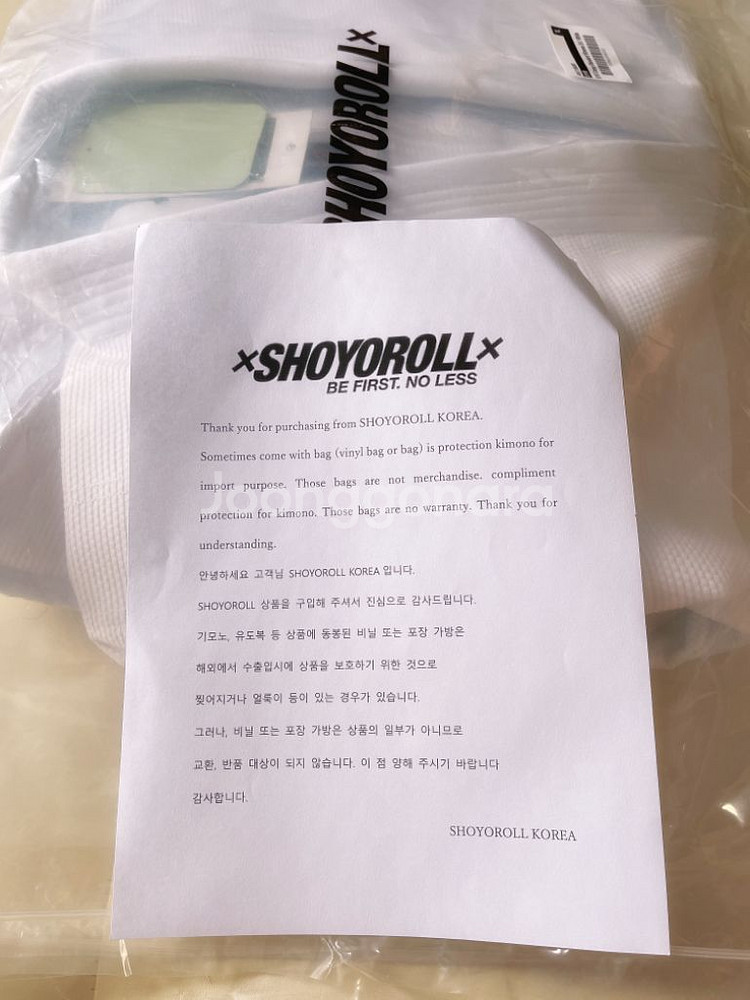 ×SHOYOROLL×
×SHOYOROLL×
BE FIRST. NO LESS
Thank you for purchasing from SHOYOROLL KOREA.
Sometimes come with bag (vinyl bag or bag) is protection kimono for
import purpose. Those bags are not merchandise. compliment
protection for kimono. Those bags are no warranty. Thank you for
understanding.
안녕하세요 고객님 SHOYOROLL KOREA 입니다.
SHOYOROLL 상품을 구입해 주셔서 진심으로 감사드립니다.
기모노, 유도복 등 상품에 동봉된 비닐 또는 포장 가방은
해외에서 수출입시에 상품을 보호하기 위한 것으로
찢어지거나 얼룩이 등이 있는 경우가 있습니다.
그러나, 비닐 또는 포장 가방은 상품의 일부가 아니므로
교환, 반품 대상이 되지 않습니다. 이 점 양해 주시기 바랍니다
감사합니다.
SHOYOROLL KOREA
Joonggonara